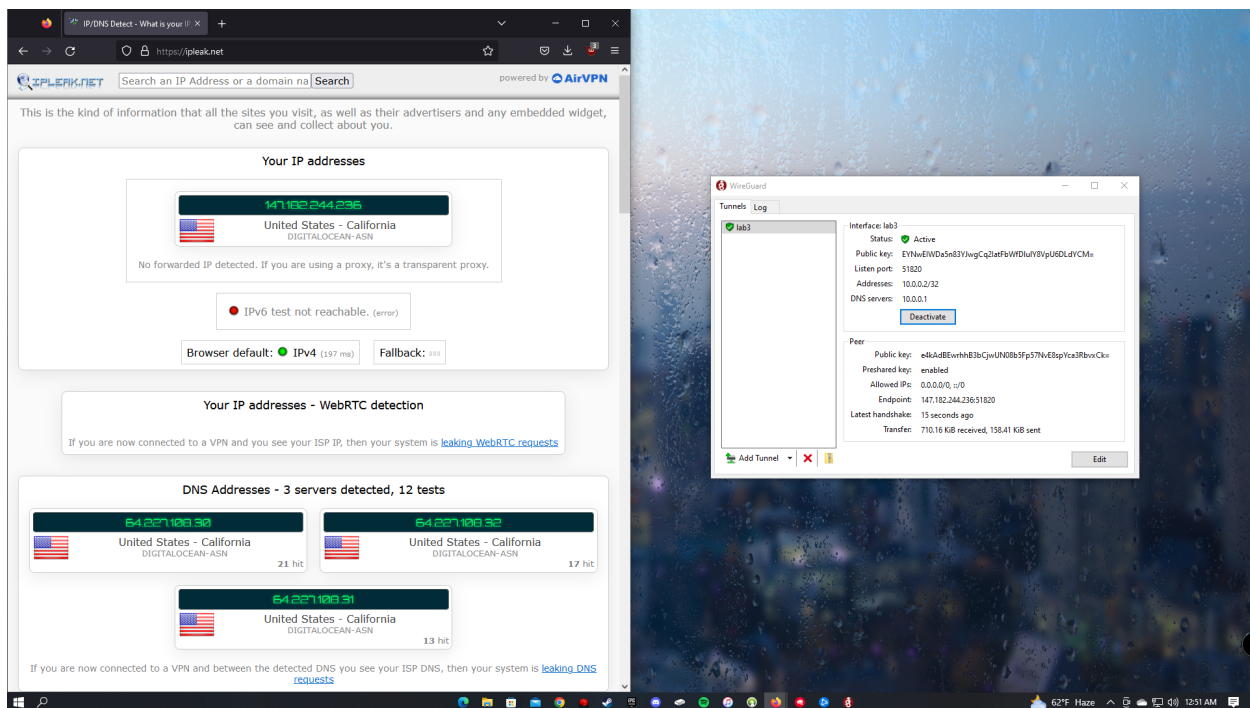 IP/DNS Detect - What is your IP
https://ipleak.net
3
IPLEAK.NET
Search an IP Address or a domain na
Search
powered by AirVPN
This is the kind of information that all the sites you visit, as well as their advertisers and any embedded widget,
can see and collect about you.
Your IP addresses
147.182.244.236
United States - California
DIGITALOCEAN-ASN
No forwarded IP detected. If you are using a proxy, it's a transparent proxy.
IPv6 test not reachable. (error)
Browser default: IPv4 (197 ms)
Fallback:
Your IP addresses - WebRTC detection
If you are now connected to a VPN and you see your ISP IP, then your system is leaking WebRTC requests
DNS Addresses - 3 servers detected, 12 tests
64.227.108.30
United States - California
DIGITALOCEAN-ASN
21 hit
64.227.108.32
United States - California
DIGITALOCEAN-ASN
17 hit
64.227.108.31
United States - California
DIGITALOCEAN-ASN
13 hit
If you are now connected to a VPN and between the detected DNS you see your ISP DNS, then your system is leaking DNS
requests
WireGuard
Tunnels
Log
lab3
Interface: lab3
Status: Active
Public key:
Listen port: 51820
Addresses: 10.0.0.2/32
DNS servers: 10.0.0.1
Deactivate
Peer
Public key:
Preshared key: enabled
Allowed IPs: 0.0.0.0/0, ::/0
Endpoint: 147.182.244.236:51820
Latest handshake: 15 seconds ago
Transfer: 710.16 KiB received, 158.41 KiB sent
Add Tunnel
Edit
62°F Haze
12:51 AM